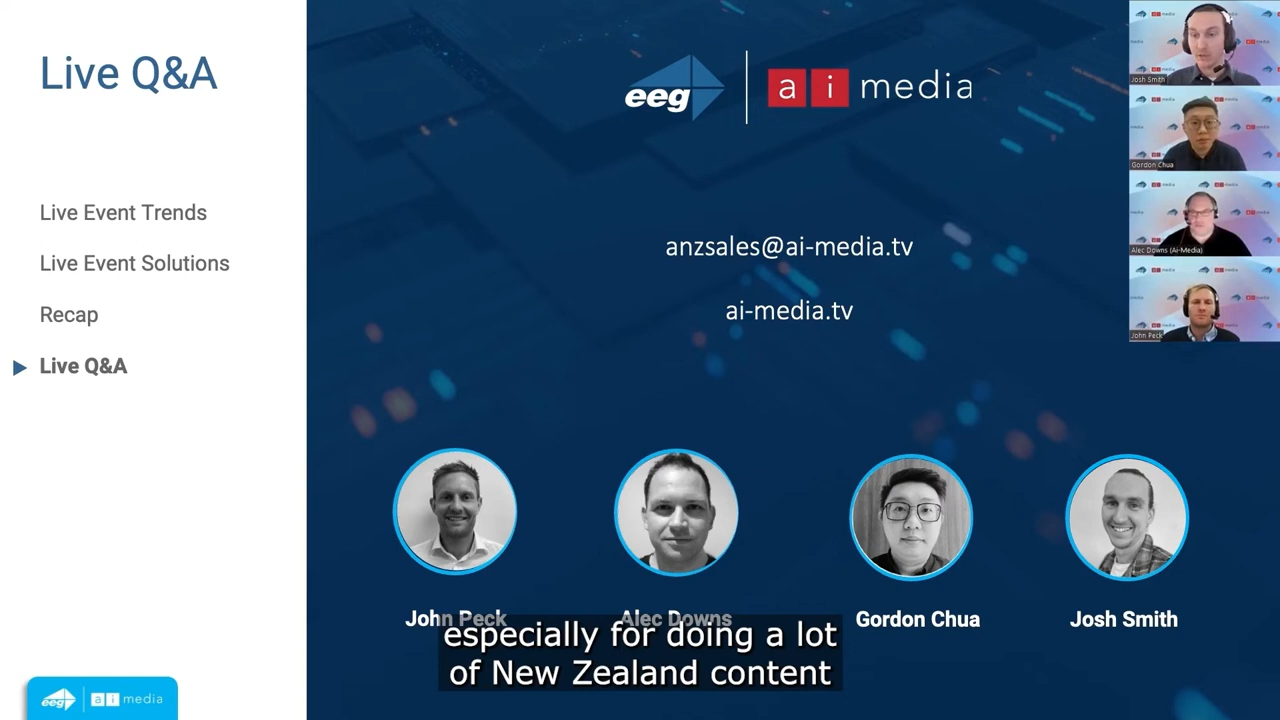 Live Q&A
Live Event Trends
Live Event Solutions
Recap
Live Q&A
eeg
ai media
eeg
ai media
anzsales@ai-media.tv
ai-media.tv
John Peck
Alec Downs
Gordon Chua
Josh Smith
especially for doing a lot
of New Zealand content
Josh Smith
Gordon Chua
Alec Downs (Ai-Media)
John Peck